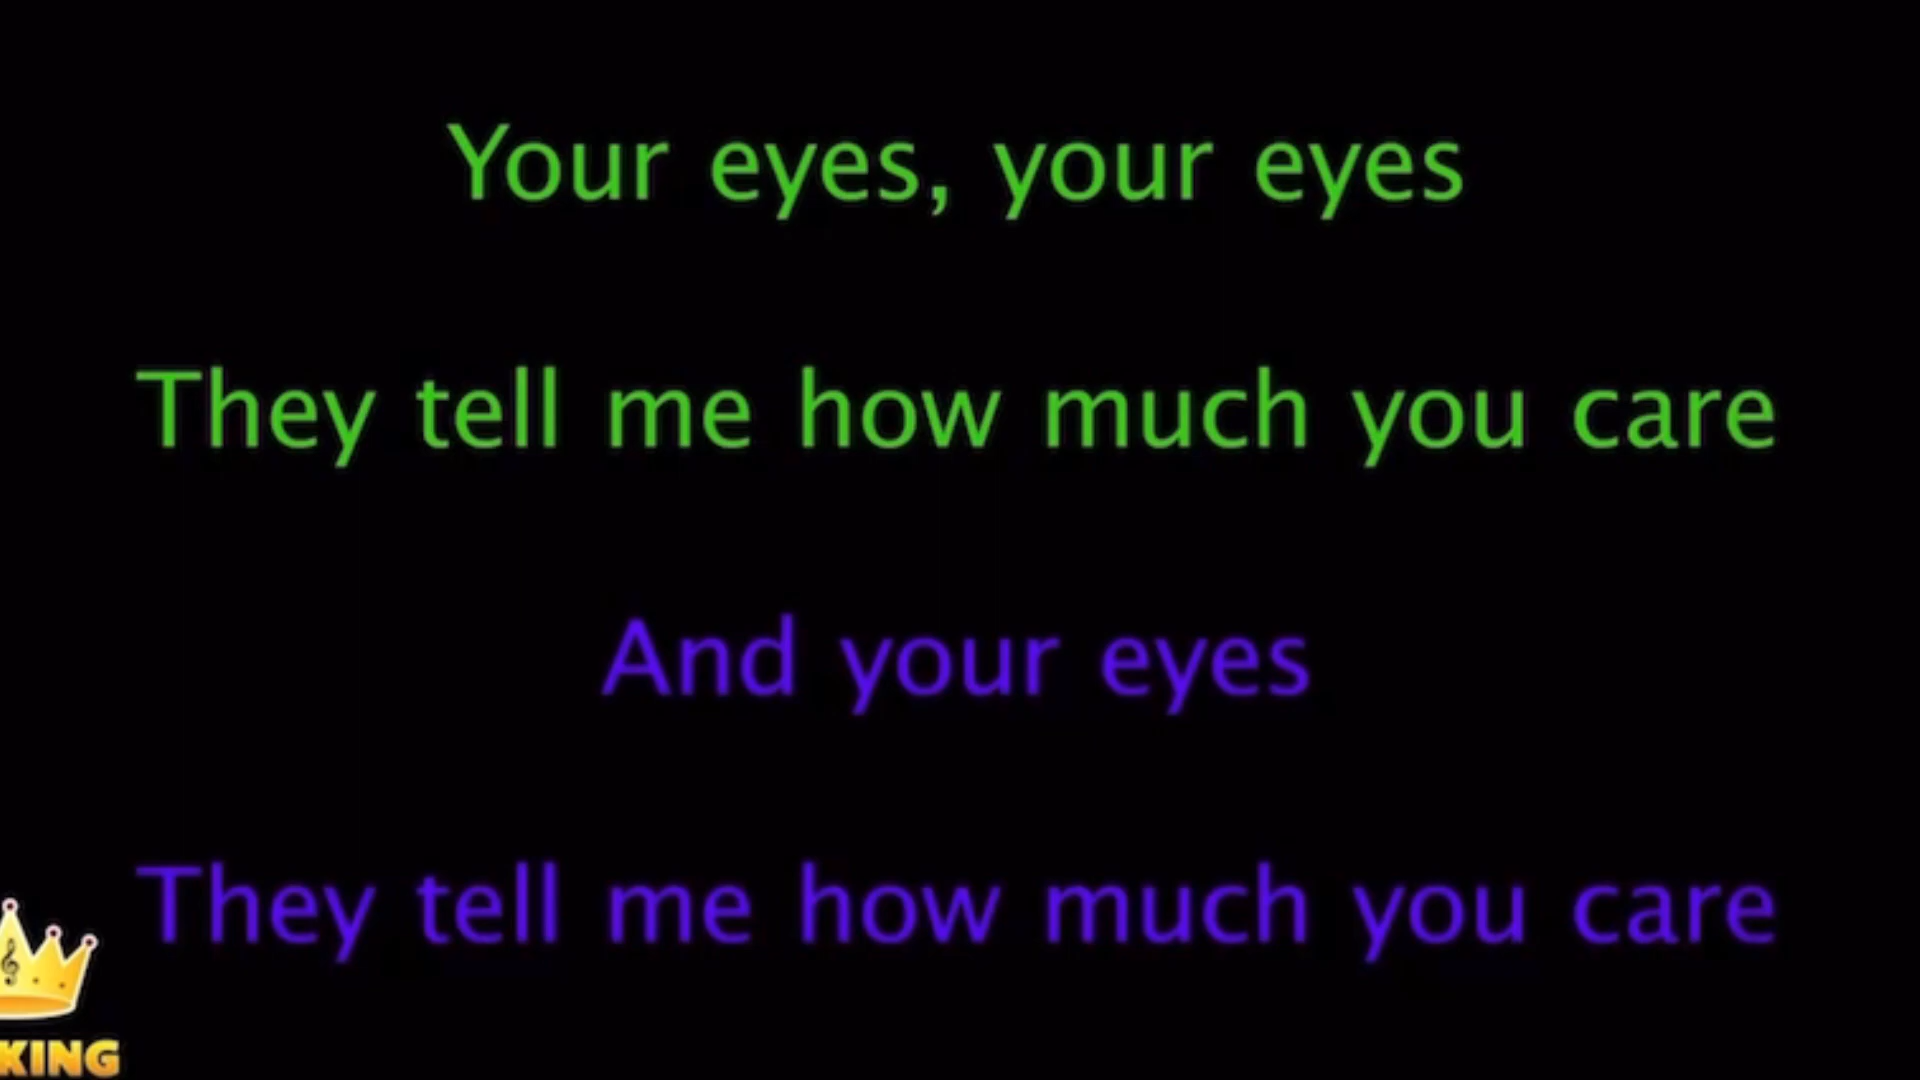 Your eyes, your eyes
They tell me how much you care
And your eyes
They tell me how much you care
KING